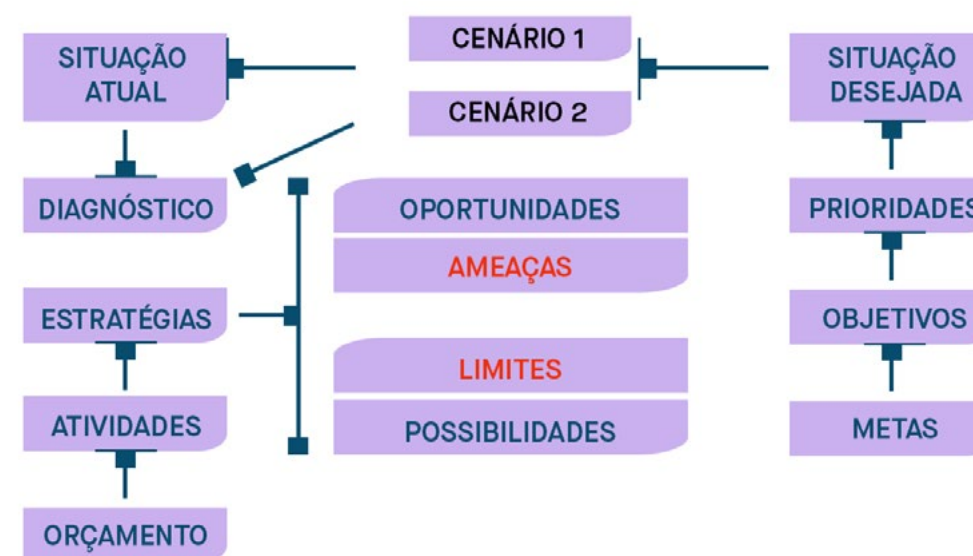 SITUAÇÃO
ATUAL
CENÁRIO 1
CENÁRIO 2
SITUAÇÃO
DESEJADA
DIAGNÓSTICO
OPORTUNIDADES
AMEAÇAS
PRIORIDADES
ESTRATÉGIAS
OBJETIVOS
LIMITES
ATIVIDADES
POSSIBILIDADES
METAS
ORÇAMENTO